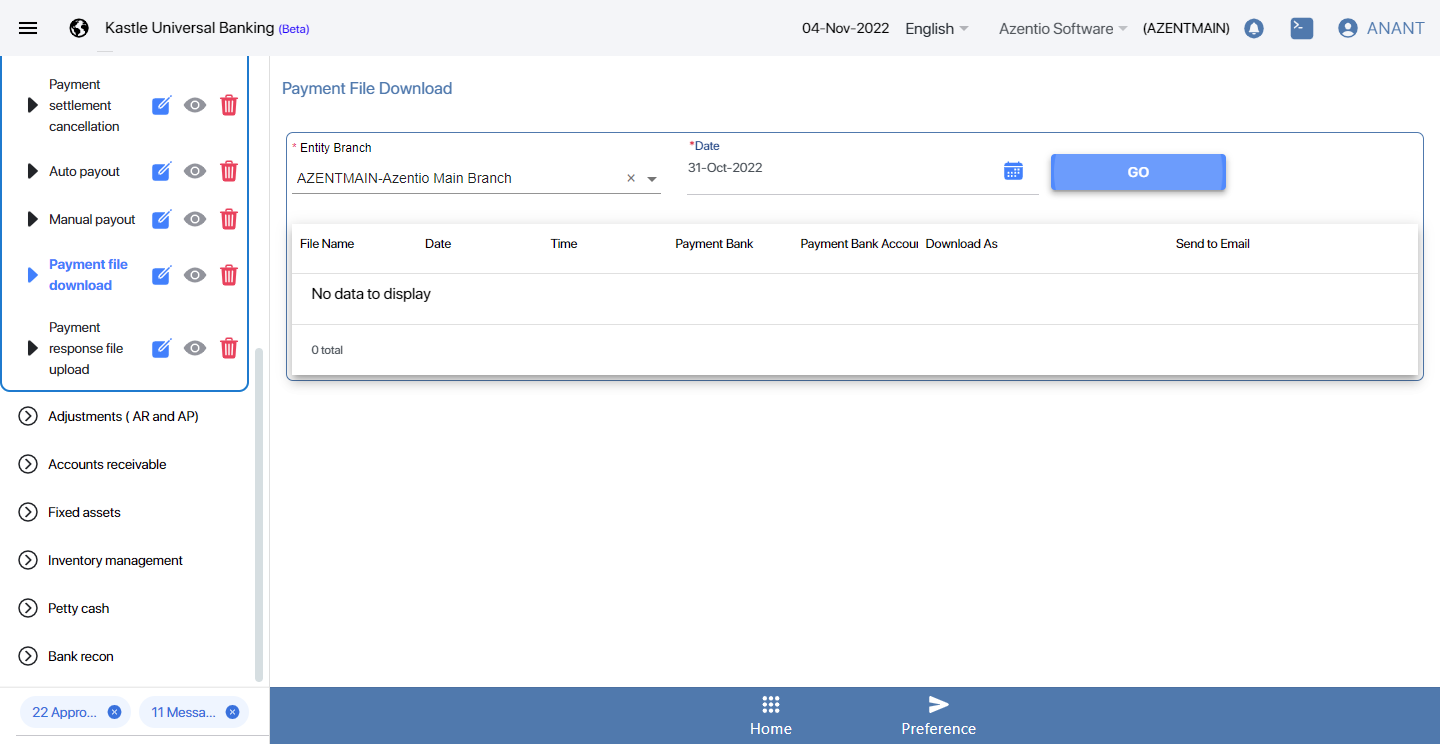 Kastle Universal Banking (Beta)
04-Nov-2022
English
Azentio Software
(AZENTMAIN)
ANANT
Payment
settlement
cancellation
Auto payout
Manual payout
Payment file
download
Payment
response file
upload
Adjustments ( AR and AP)
Accounts receivable
Fixed assets
Inventory management
Petty cash
Bank recon
22 Appro...
11 Messa...
Payment File Download
* Entity Branch
AZENTMAIN-Azentio Main Branch
×
*Date
31-Oct-2022
GO
File Name Date Time Payment Bank Payment Bank Accou Download As Send to Email
No data to display
0 total
Home
Preference